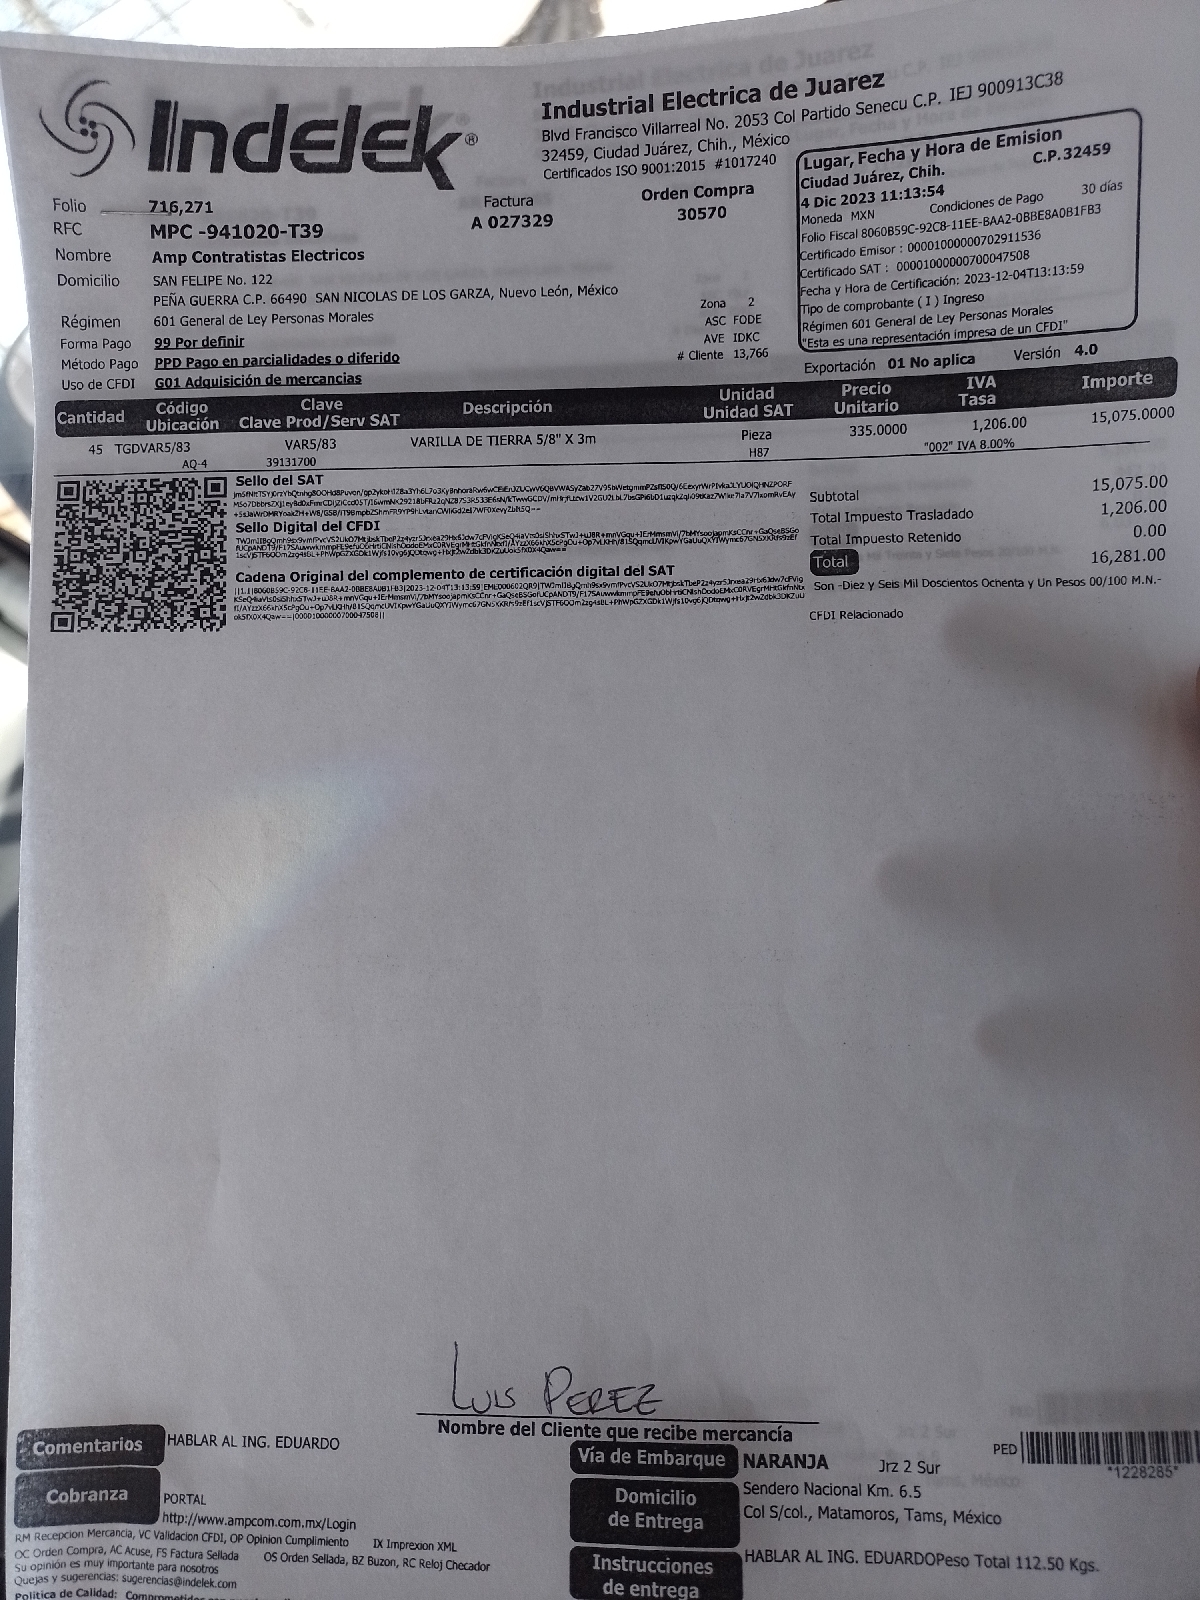 Indelek®
Industrial Electrica de Juarez
Blvd Francisco Villarreal No. 2053 Col Partido Senecu C.P. IEJ 900913C38
32459, Ciudad Juárez, Chih., México
Certificados ISO 9001:2015 #1017240
Lugar, Fecha y Hora de Emision
Ciudad Juárez, Chih. C.P.32459
4 Dic 2023 11:13:54
Moneda MXN Condiciones de Pago 30 días
Folio Fiscal 8060B59C-92C8-11EE-BAA2-0BBE8A0B1FB3
Certificado Emisor : 00001000000702911536
Certificado SAT : 00001000000700047508
Fecha y Hora de Certificación: 2023-12-04T13:13:59
Tipo de comprobante ( I ) Ingreso
Régimen 601 General de Ley Personas Morales
"Esta es una representación impresa de un CFDI"
Folio 716,271 Factura Orden Compra
A 027329 30570
RFC MPC -941020-T39
Nombre Amp Contratistas Electricos
Domicilio SAN FELIPE No. 122
PEÑA GUERRA C.P. 66490 SAN NICOLAS DE LOS GARZA, Nuevo León, México
Régimen 601 General de Ley Personas Morales
Forma Pago 99 Por definir
Método Pago PPD Pago en parcialidades o diferido
Uso de CFDI G01 Adquisición de mercancias
Zona 2
ASC FODE
AVE IDKC
# Cliente 13,766
Exportación 01 No aplica Versión 4.0
Cantidad Código Ubicación Clave Clave Prod/Serv SAT Descripción Unidad Unidad SAT Precio Unitario IVA Tasa Importe
45 TGDVAR5/83 VAR5/83 VARILLA DE TIERRA 5/8" X 3m Pieza 335.0000 1,206.00 15,075.0000
AQ-4 39131700 H87 "002" IVA 8.00%
Sello del SAT
Sello Digital del CFDI
Cadena Original del complemento de certificación digital del SAT
Subtotal 15,075.00
Total Impuesto Trasladado 1,206.00
Total Impuesto Retenido 0.00
Total 16,281.00
Son -Diez y Seis Mil Doscientos Ochenta y Un Pesos 00/100 M.N.-
CFDI Relacionado
LUIS PEREZ
Nombre del Cliente que recibe mercancía
Comentarios HABLAR AL ING. EDUARDO
Cobranza PORTAL
http://www.ampcom.com.mx/Login
RM Recepcion Mercancia, VC Validacion CFDI, OP Opinion Cumplimiento IX Impresion XML
OC Orden Compra, AC Acuse, FS Factura Sellada OS Orden Sellada, BZ Buzon, RC Reloj Checador
Su opinión es muy importante para nosotros
Quejas y sugerencias: sugerencias@indelek.com
Política de Calidad:
Vía de Embarque NARANJA Jrz 2 Sur
PED *1228285*
Domicilio de Entrega Sendero Nacional Km. 6.5
Col S/col., Matamoros, Tams, México
Instrucciones de entrega HABLAR AL ING. EDUARDOPeso Total 112.50 Kgs.